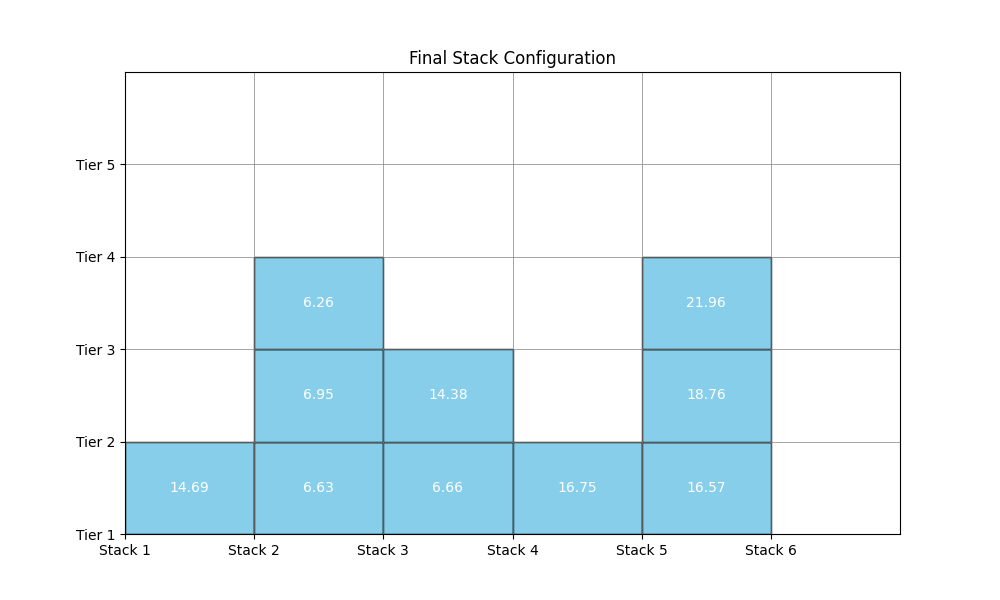 Final Stack Configuration
Tier 5
Tier 4
6.26 21.96
Tier 3
6.95 14.38 18.76
Tier 2
14.69 6.63 6.66 16.75 16.57
Tier 1
Stack 1 Stack 2 Stack 3 Stack 4 Stack 5 Stack 6